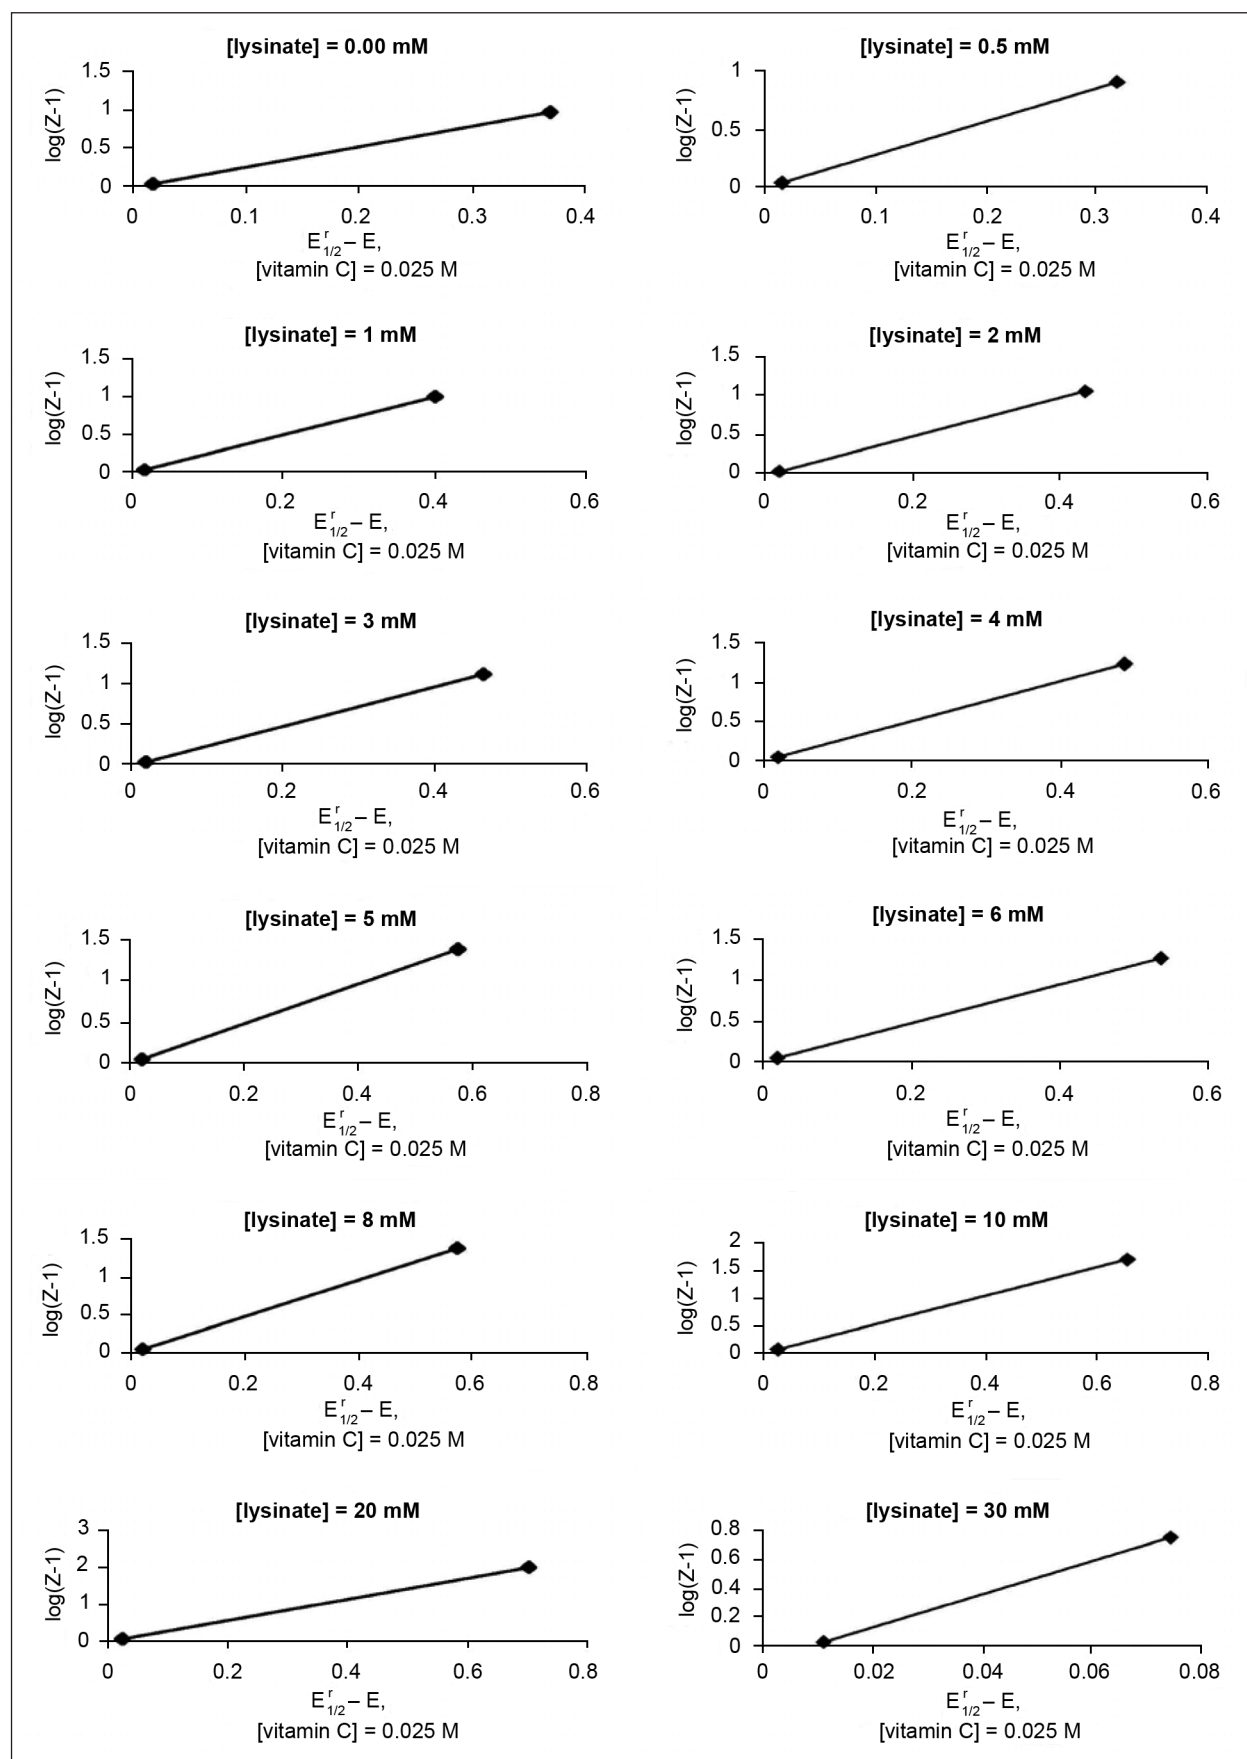 [lysinate] = 0.00 mM
log(Z-1)
1.5
1
0.5
0
0 0.1 0.2 0.3 0.4
E r 1/2 – E,
[vitamin C] = 0.025 M
[lysinate] = 0.5 mM
log(Z-1)
1
0.5
0
0 0.1 0.2 0.3 0.4
E r 1/2 – E,
[vitamin C] = 0.025 M
[lysinate] = 1 mM
log(Z-1)
1.5
1
0.5
0
0 0.2 0.4 0.6
E r 1/2 – E,
[vitamin C] = 0.025 M
[lysinate] = 2 mM
log(Z-1)
1.5
1
0.5
0
0 0.2 0.4 0.6
E r 1/2 – E,
[vitamin C] = 0.025 M
[lysinate] = 3 mM
log(Z-1)
1.5
1
0.5
0
0 0.2 0.4 0.6
E r 1/2 – E,
[vitamin C] = 0.025 M
[lysinate] = 4 mM
log(Z-1)
1.5
1
0.5
0
0 0.2 0.4 0.6
E r 1/2 – E,
[vitamin C] = 0.025 M
[lysinate] = 5 mM
log(Z-1)
1.5
1
0.5
0
0 0.2 0.4 0.6 0.8
E r 1/2 – E,
[vitamin C] = 0.025 M
[lysinate] = 6 mM
log(Z-1)
1.5
1
0.5
0
0 0.2 0.4 0.6
E r 1/2 – E,
[vitamin C] = 0.025 M
[lysinate] = 8 mM
log(Z-1)
1.5
1
0.5
0
0 0.2 0.4 0.6 0.8
E r 1/2 – E,
[vitamin C] = 0.025 M
[lysinate] = 10 mM
log(Z-1)
2
1.5
1
0.5
0
0 0.2 0.4 0.6 0.8
E r 1/2 – E,
[vitamin C] = 0.025 M
[lysinate] = 20 mM
log(Z-1)
3
2
1
0
0 0.2 0.4 0.6 0.8
E r 1/2 – E,
[vitamin C] = 0.025 M
[lysinate] = 30 mM
log(Z-1)
0.8
0.6
0.4
0.2
0
0 0.02 0.04 0.06 0.08
E r 1/2 – E,
[vitamin C] = 0.025 M